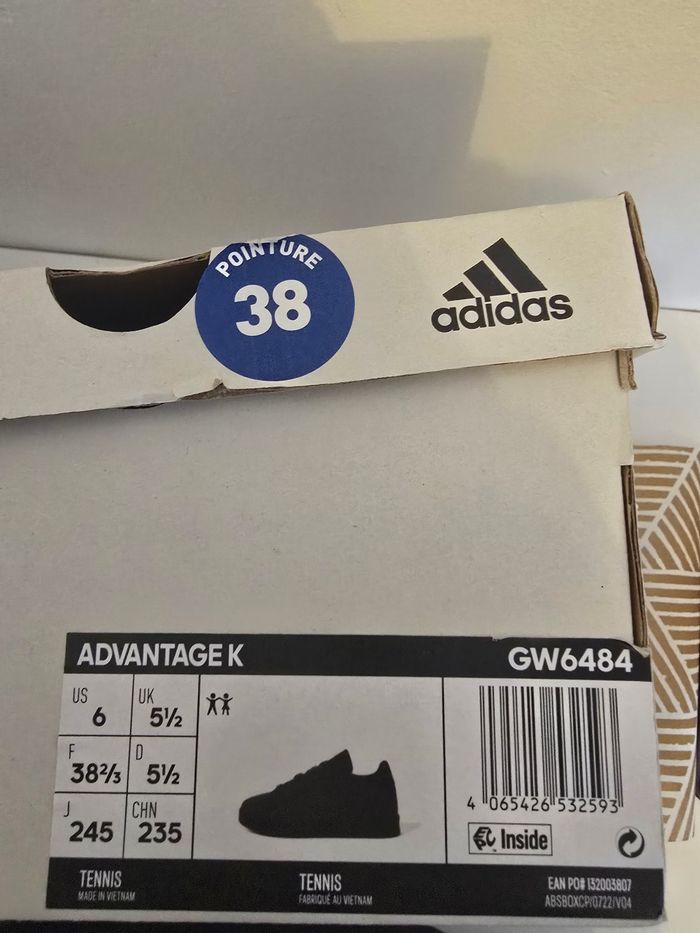 POINTURE
38
adidas
ADVANTAGE K
GW6484
US
6
UK
5½
F
38⅔
D
5½
J
245
CHN
235
4 065426 532593
Inside
TENNIS
MADE IN VIETNAM
TENNIS
FABRIQUÉ AU VIETNAM
EAN PO# 132003807
ABSBOXCP/0722/V04